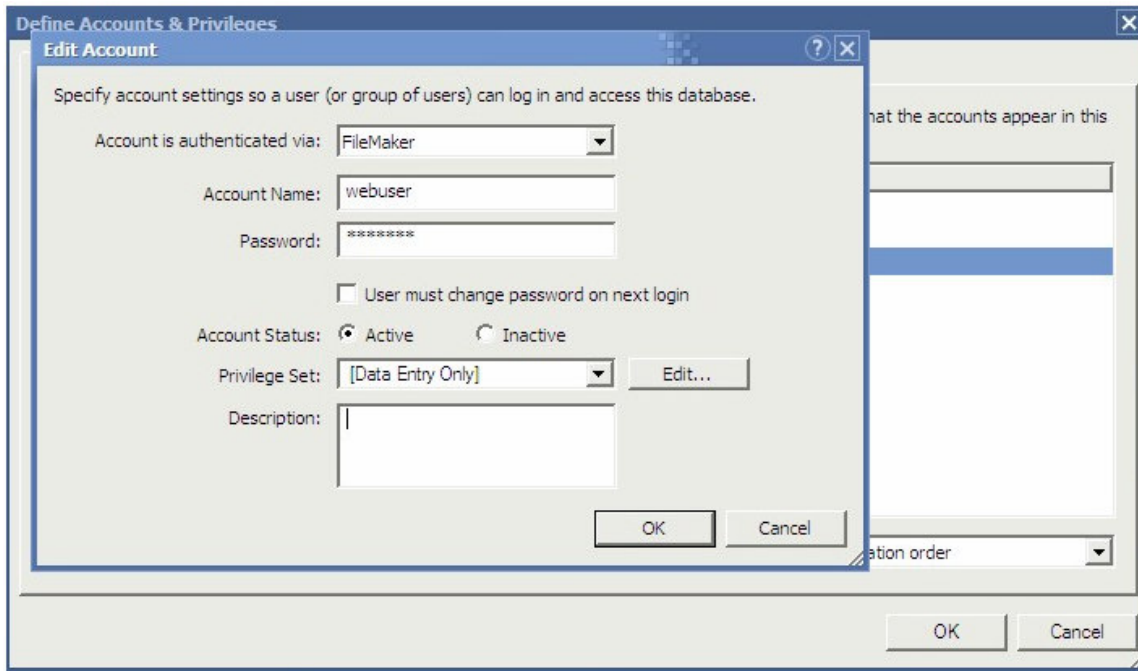 Define Accounts & Privileges
Edit Account
Specify account settings so a user (or group of users) can log in and access this database.
hat the accounts appear in this
Account is authenticated via: FileMaker
Account Name: webuser
Password: *******
User must change password on next login
Account Status: Active Inactive
Privilege Set: [Data Entry Only] Edit...
Description:
OK Cancel
ation order
OK Cancel